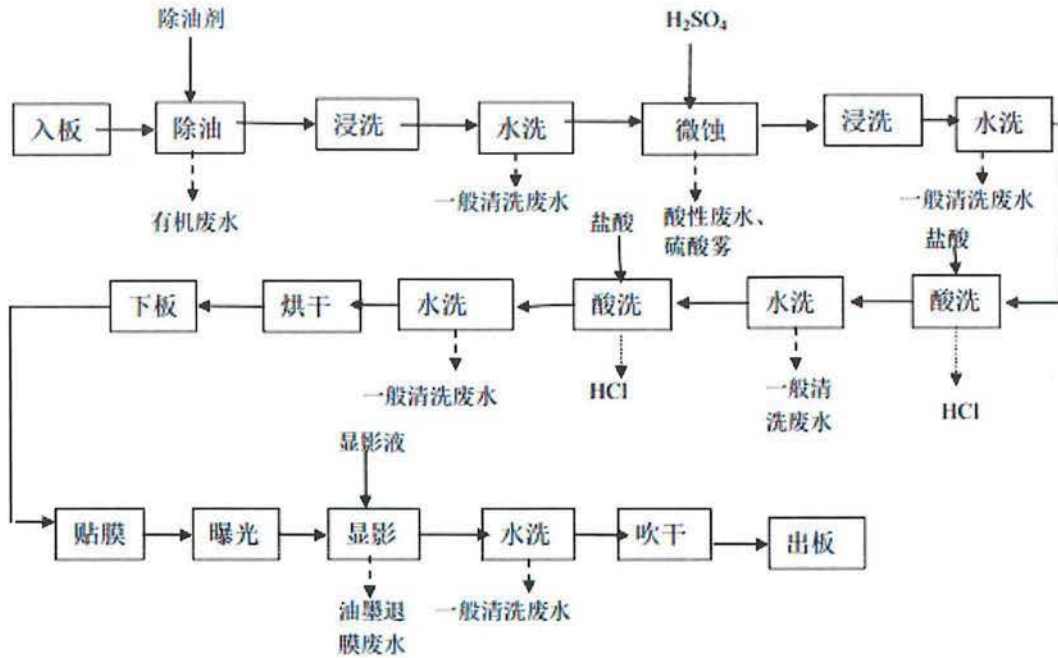 除油剂
H₂SO₄
入板
除油
浸洗
水洗
微蚀
浸洗
水洗
有机废水
一般清洗废水
酸性废水、
硫酸雾
一般清洗废水
盐酸
盐酸
下板
烘干
水洗
酸洗
水洗
酸洗
一般清洗废水
HCl
一般清
洗废水
HCl
显影液
贴膜
曝光
显影
水洗
吹干
出板
油墨退
膜废水
一般清洗废水